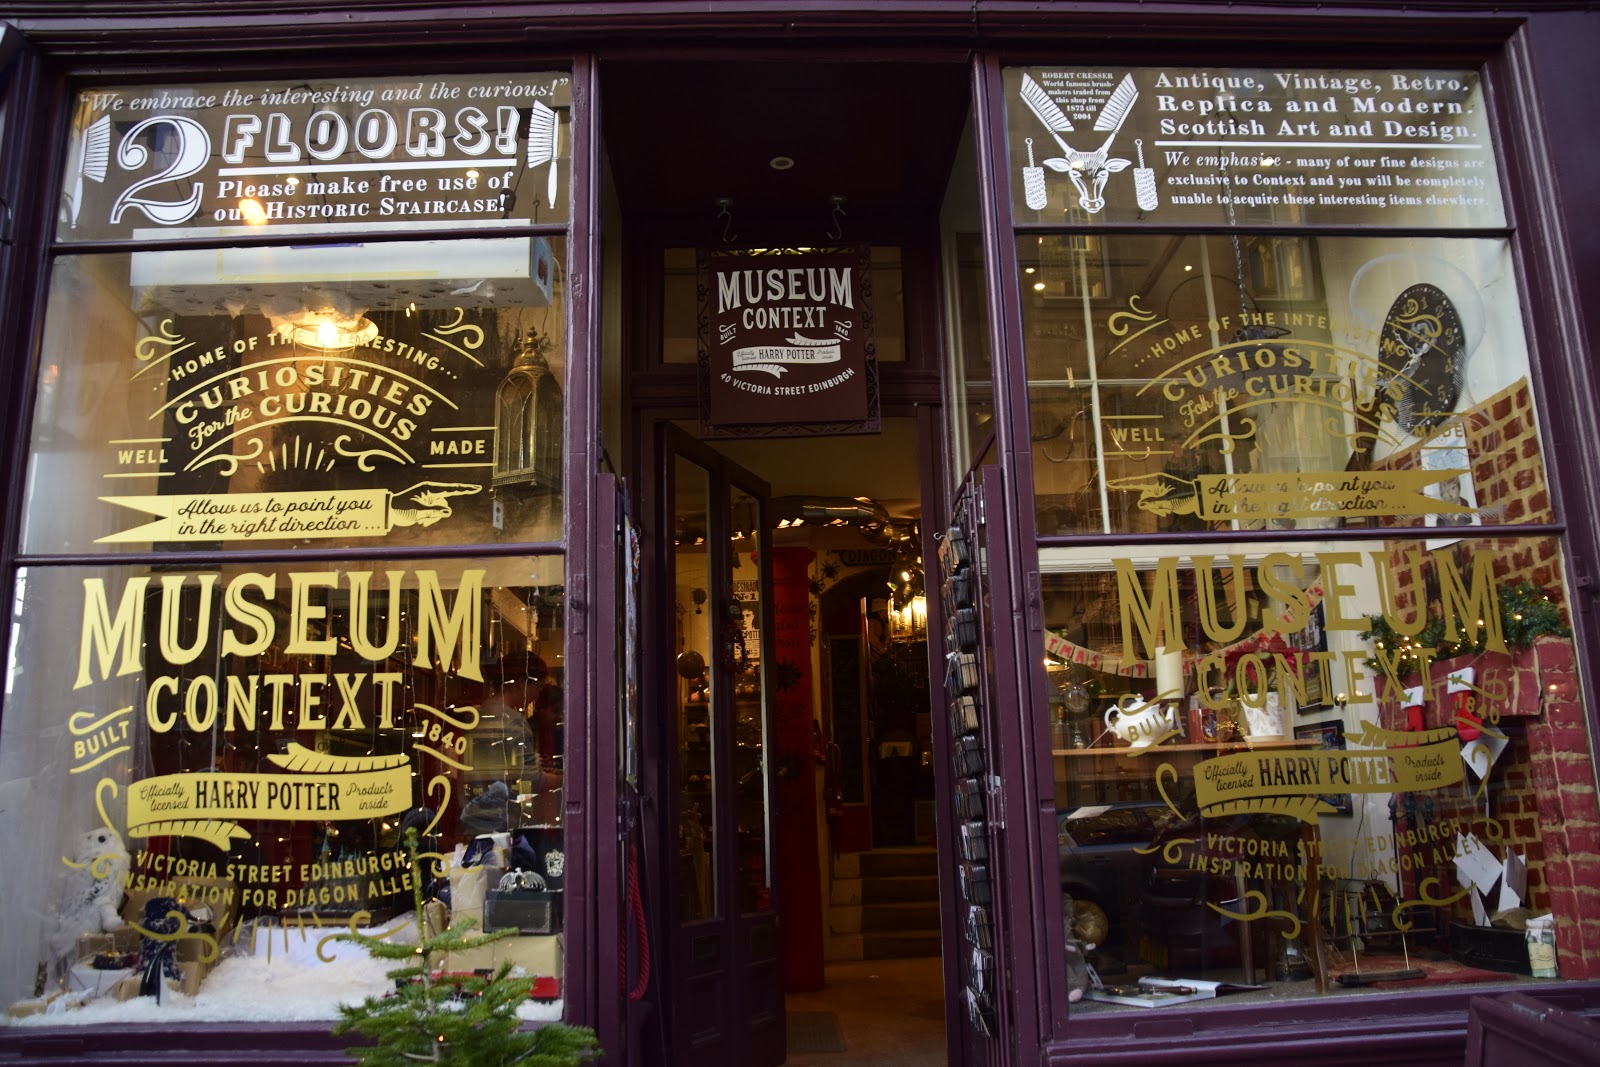 "We embrace the interesting and the curious!"
2 FLOORS!
Please make free use of
our HISTORIC STAIRCASE!
...HOME OF THE INTERESTING...
CURIOSITIES
For the CURIOUS
WELL MADE
Allow us to point you
in the right direction...
MUSEUM
CONTEXT
BUILT 1840
Officially licensed HARRY POTTER Products inside
VICTORIA STREET EDINBURGH
INSPIRATION FOR DIAGON ALLEY
MUSEUM
CONTEXT
BUILT 1840
Officially licensed HARRY POTTER Products inside
40 VICTORIA STREET EDINBURGH
DIAGON
ROBERT CRESSER
World famous brush-
makers traded from
this shop from
1873 till
2004
Antique, Vintage, Retro.
Replica and Modern.
Scottish Art and Design.
We emphasise - many of our fine designs are
exclusive to Context and you will be completely
unable to acquire these interesting items elsewhere.
...HOME OF THE INTERESTING
CURIOSITIES
For the CURIOUS
WELL MADE
Allow us to point you
in the right direction...
MUSEUM
CONTEXT
BUILT 1840
Officially licensed HARRY POTTER Products inside
VICTORIA STREET EDINBURGH
INSPIRATION FOR DIAGON ALLEY